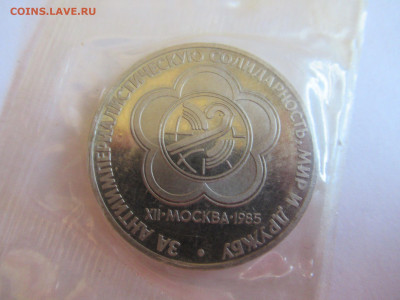 COINS.LAVE.RU
ЗА АНТИИМПЕРИАЛИСТИЧЕСКУЮ СОЛИДАРНОСТЬ, МИР И ДРУЖБУ
XII·МОСКВА·1985